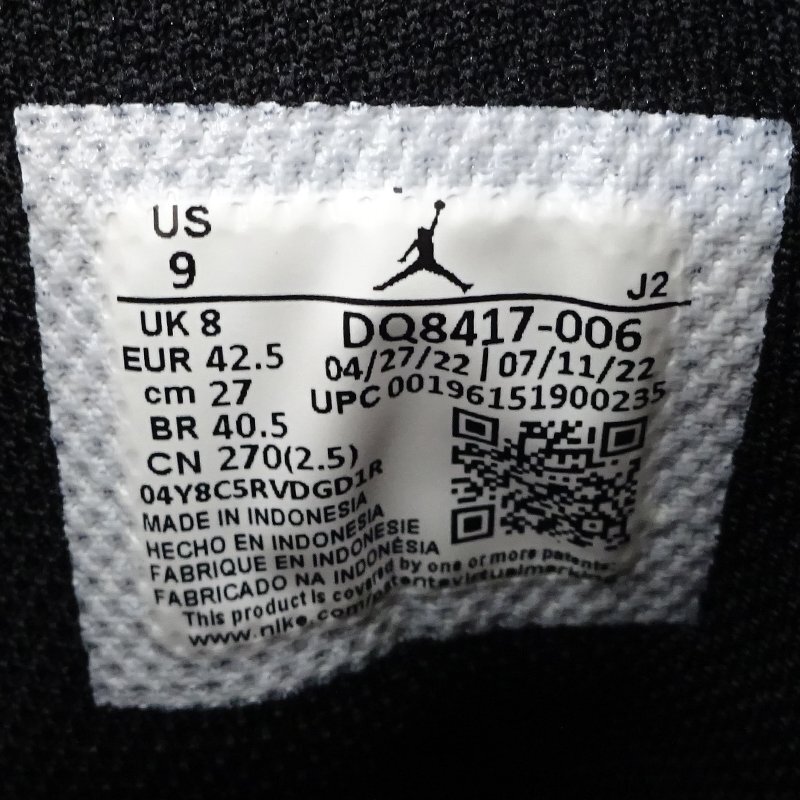 US
9
J2
UK 8
EUR 42.5
cm 27
BR 40.5
CN 270(2.5)
DQ8417-006
04/27/22 | 07/11/22
UPC 00196151900235
04Y8C5RVDGD1R
MADE IN INDONESIA
HECHO EN INDONESIA
FABRIQUE EN INDONESIE
FABRICADO NA INDONÉSIA
This product is covered by one or more patents
www.nike.com/patents